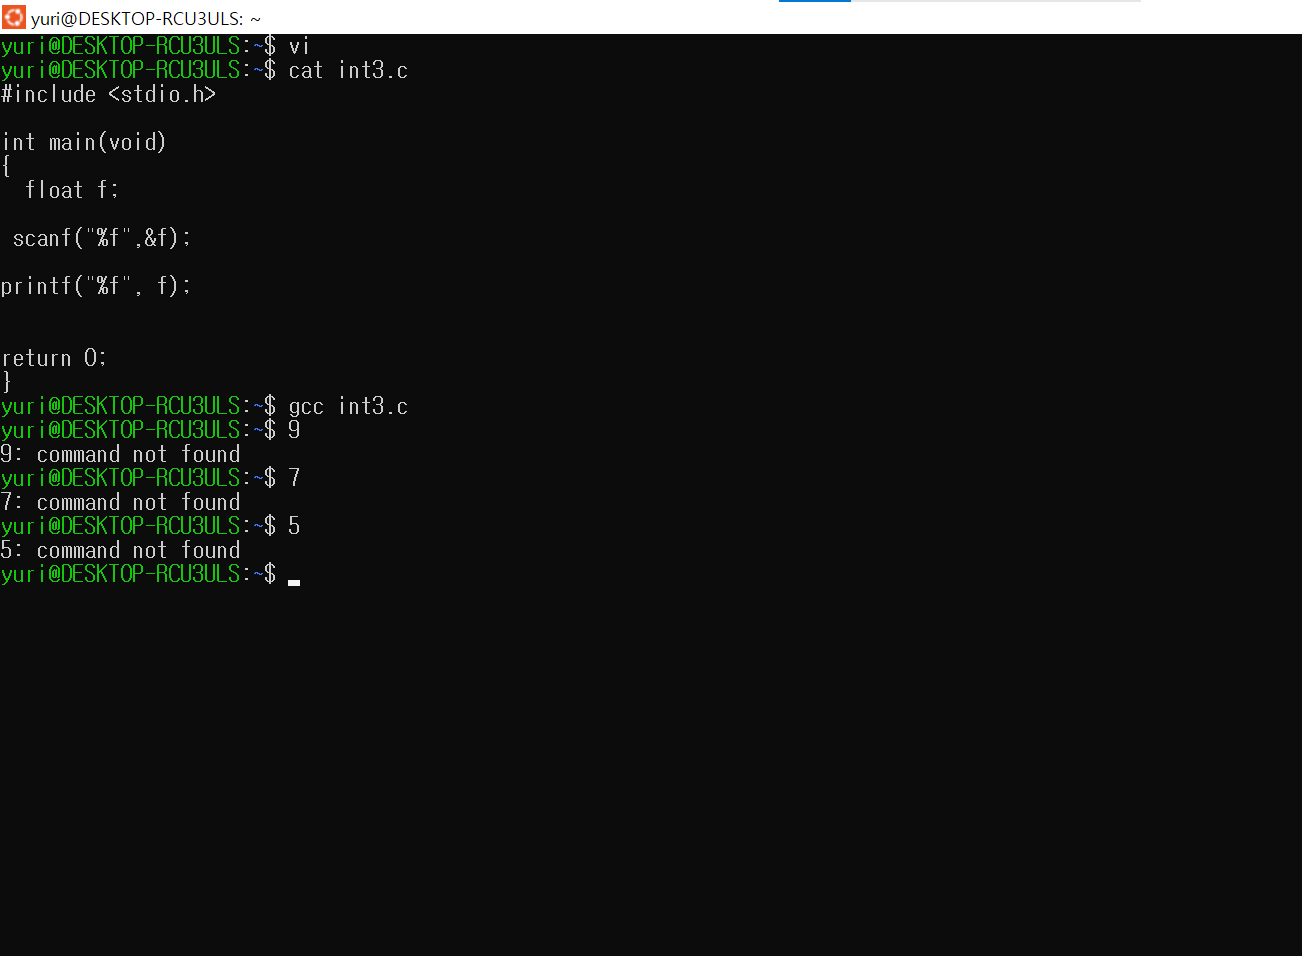 yuri@DESKTOP-RCU3ULS: ~
yuri@DESKTOP-RCU3ULS:~$ vi
yuri@DESKTOP-RCU3ULS:~$ cat int3.c
#include <stdio.h>
int main(void)
{
  float f;
 scanf("%f",&f);
printf("%f", f);
return 0;
}
yuri@DESKTOP-RCU3ULS:~$ gcc int3.c
yuri@DESKTOP-RCU3ULS:~$ 9
9: command not found
yuri@DESKTOP-RCU3ULS:~$ 7
7: command not found
yuri@DESKTOP-RCU3ULS:~$ 5
5: command not found
yuri@DESKTOP-RCU3ULS:~$